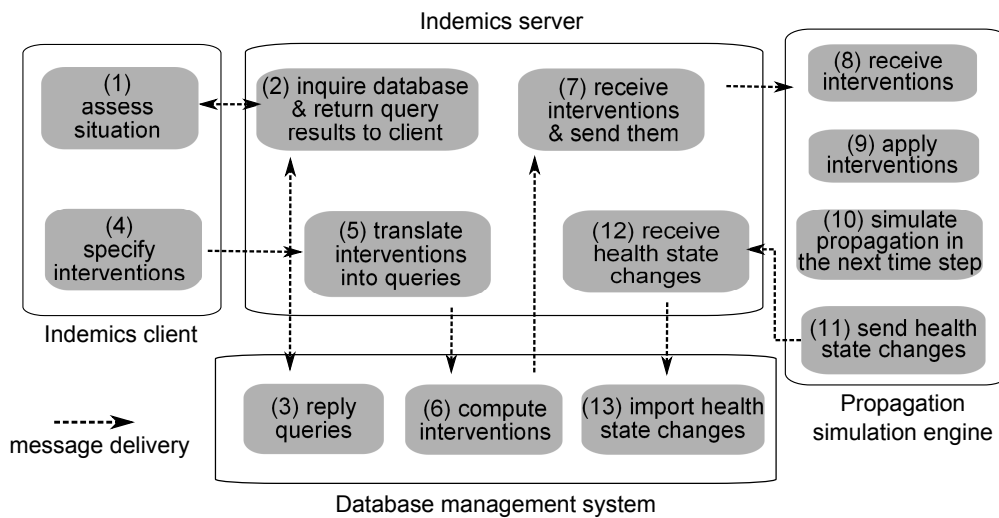 Indemics server
(1)
assess
situation
(4)
specify
interventions
Indemics client
(2) inquire database
& return query
results to client
(7) receive
interventions
& send them
(5) translate
interventions
into queries
(12) receive
health state
changes
(8) receive
interventions
(9) apply
interventions
(10) simulate
propagation in
the next time step
(11) send health
state changes
Propagation
simulation engine
(3) reply
queries
(6) compute
interventions
(13) import health
state changes
Database management system
message delivery